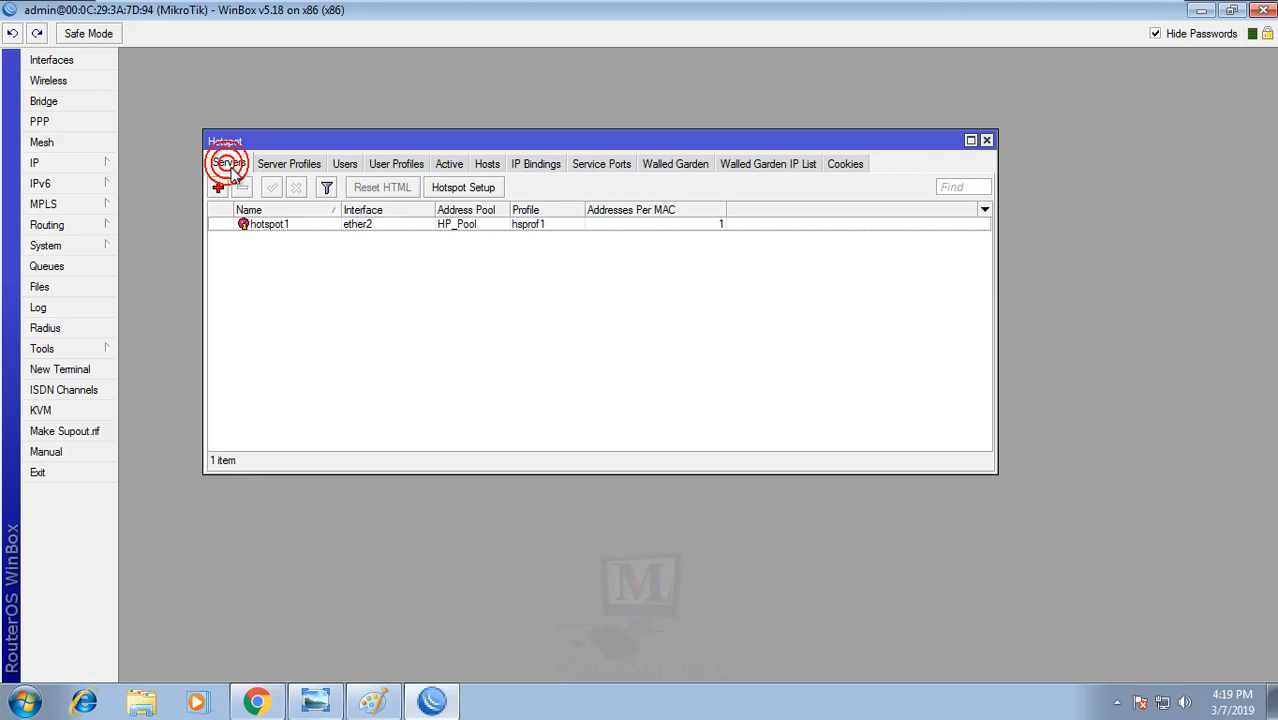 admin@00:0C:29:3A:7D:94 (MikroTik) - WinBox v5.18 on x86 (x86)
Safe Mode
Hide Passwords
Interfaces
Wireless
Bridge
PPP
Mesh
IP
IPv6
MPLS
Routing
System
Queues
Files
Log
Radius
Tools
New Terminal
ISDN Channels
KVM
Make Supout.rif
Manual
Exit
RouterOS WinBox
Hotspot
Servers Server Profiles Users User Profiles Active Hosts IP Bindings Service Ports Walled Garden Walled Garden IP List Cookies
Reset HTML Hotspot Setup Find
Name Interface Address Pool Profile Addresses Per MAC
hotspot1 ether2 HP_Pool hsprof1 1
1 item
M
4:19 PM
3/7/2019